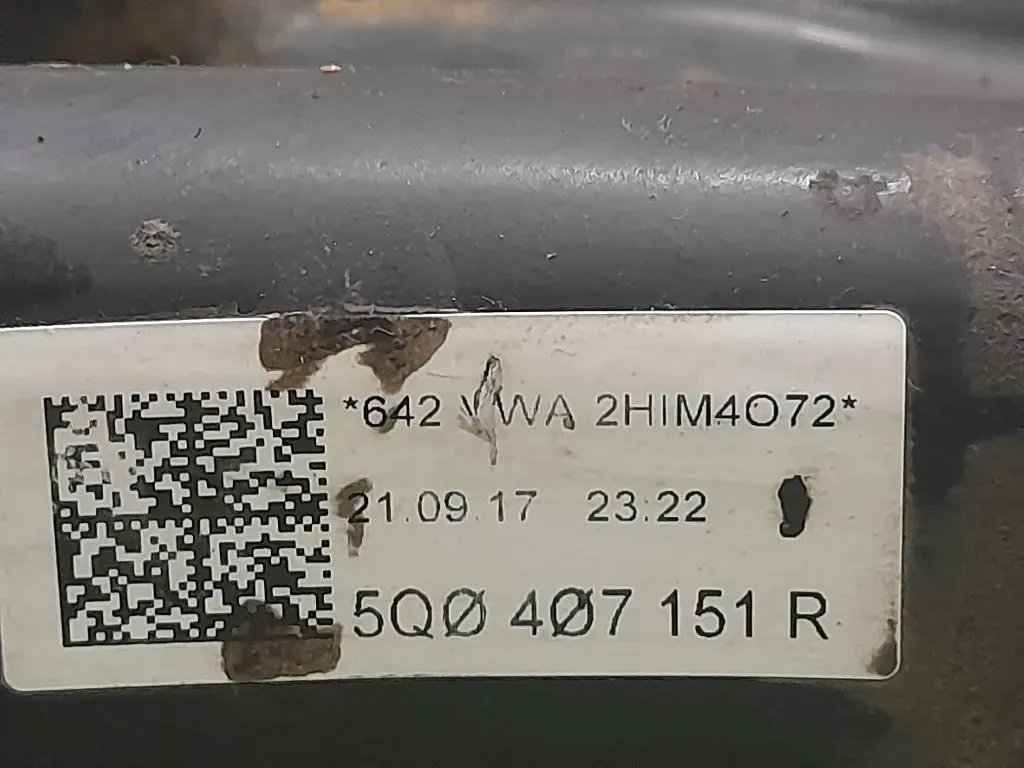 *642 VWA 2HIM4O72*
21.09.17 23:22
5QØ 4Ø7 151 R